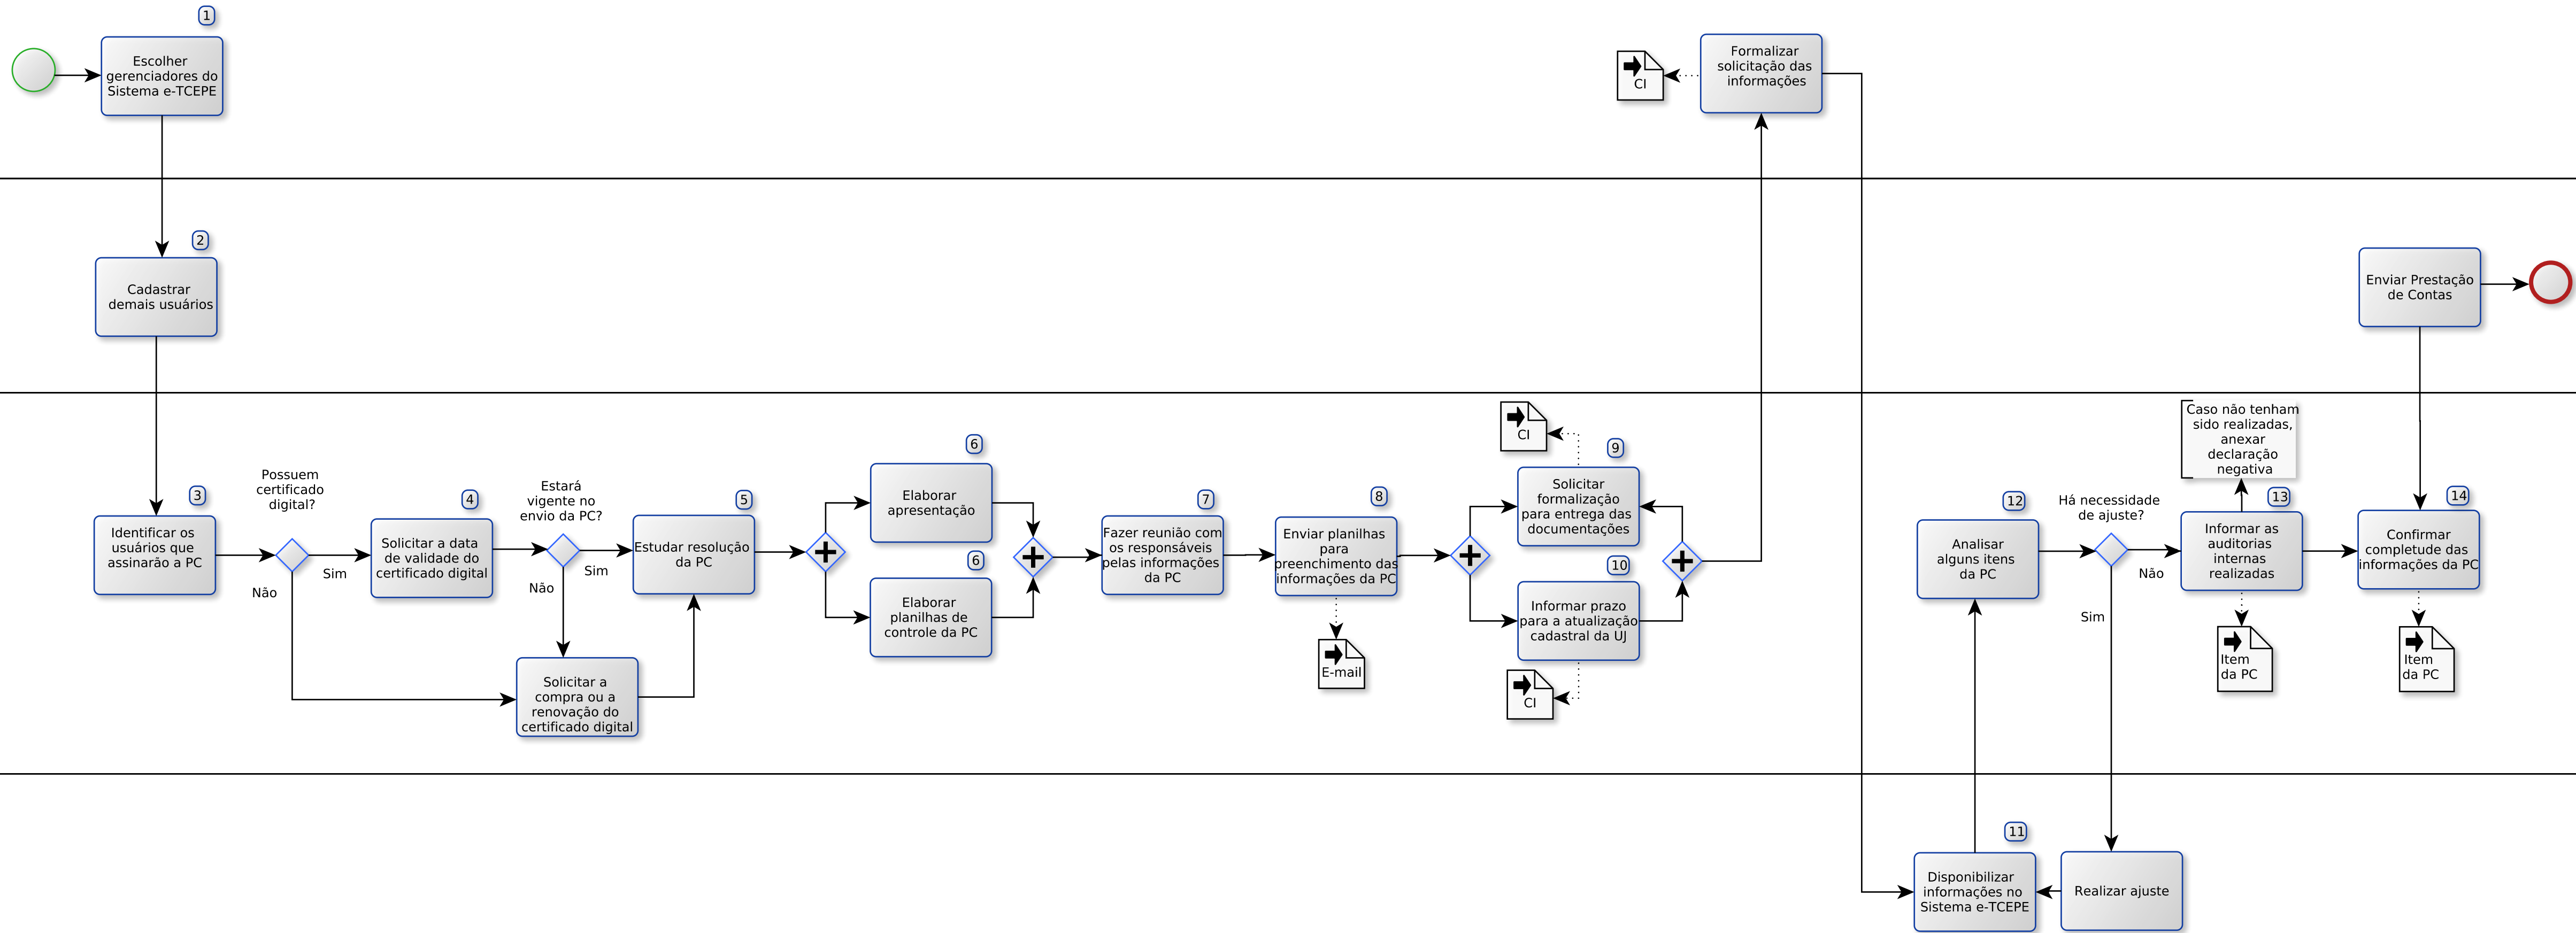 1
Escolher
gerenciadores do
Sistema e-TCEPE
CI
Formalizar
solicitação das
informações
2
Cadastrar
demais usuários
Enviar Prestação
de Contas
3
Identificar os
usuários que
assinarão a PC
Possuem
certificado
digital?
Sim
Não
4
Solicitar a data
de validade do
certificado digital
Estará
vigente no
envio da PC?
Sim
Não
Solicitar a
compra ou a
renovação do
certificado digital
5
Estudar resolução
da PC
6
Elaborar
apresentação
6
Elaborar
planilhas de
controle da PC
7
Fazer reunião com
os responsáveis
pelas informações
da PC
8
Enviar planilhas
para
preenchimento das
informações da PC
E-mail
CI
9
Solicitar
formalização
para entrega das
documentações
10
Informar prazo
para a atualização
cadastral da UJ
CI
12
Analisar
alguns itens
da PC
Há necessidade
de ajuste?
Não
Sim
Caso não tenham
sido realizadas,
anexar
declaração
negativa
13
Informar as
auditorias
internas
realizadas
Item
da PC
14
Confirmar
completude das
informações da PC
Item
da PC
11
Disponibilizar
informações no
Sistema e-TCEPE
Realizar ajuste